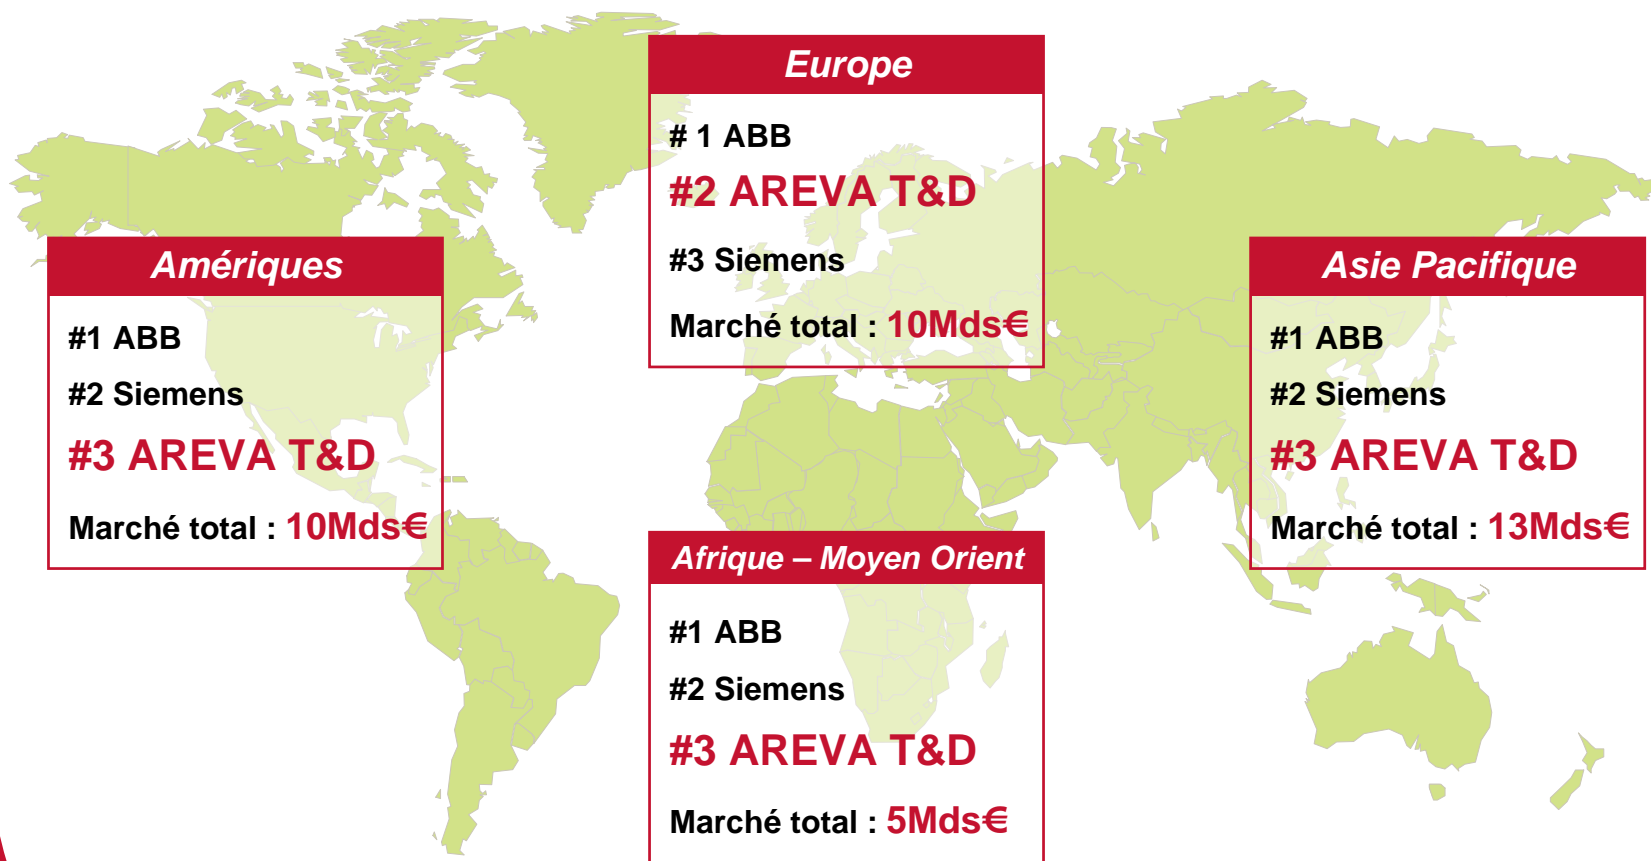 Europe
# 1 ABB
#2 AREVA T&D
#3 Siemens
Marché total : 10Mds€
Amériques
#1 ABB
#2 Siemens
#3 AREVA T&D
Marché total : 10Mds€
Asie Pacifique
#1 ABB
#2 Siemens
#3 AREVA T&D
Marché total : 13Mds€
Afrique – Moyen Orient
#1 ABB
#2 Siemens
#3 AREVA T&D
Marché total : 5Mds€